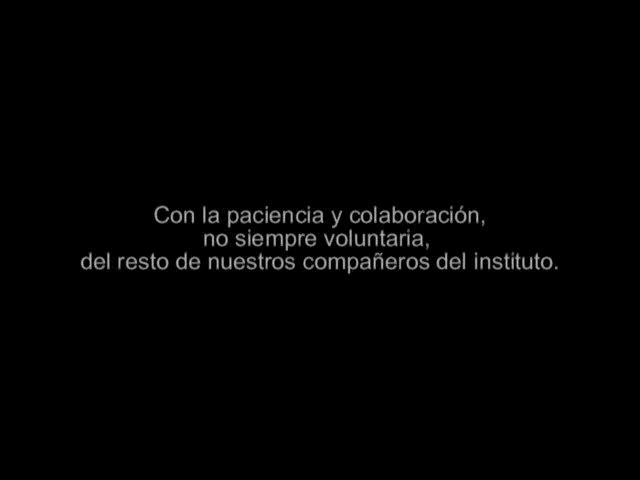 Con la paciencia y colaboración,
no siempre voluntaria,
del resto de nuestros compañeros del instituto.